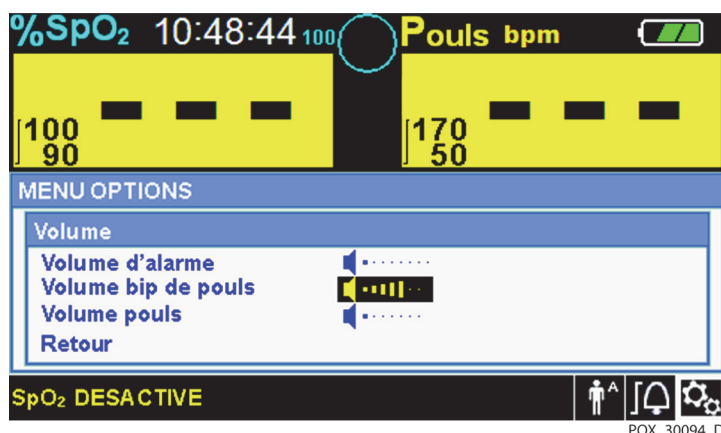 %SpO₂ 10:48:44 100 Pouls bpm
--- ---
100 170
90 50
MENU OPTIONS
Volume
Volume d'alarme
Volume bip de pouls
Volume pouls
Retour
SpO₂ DESACTIVE A
POX_30094_D